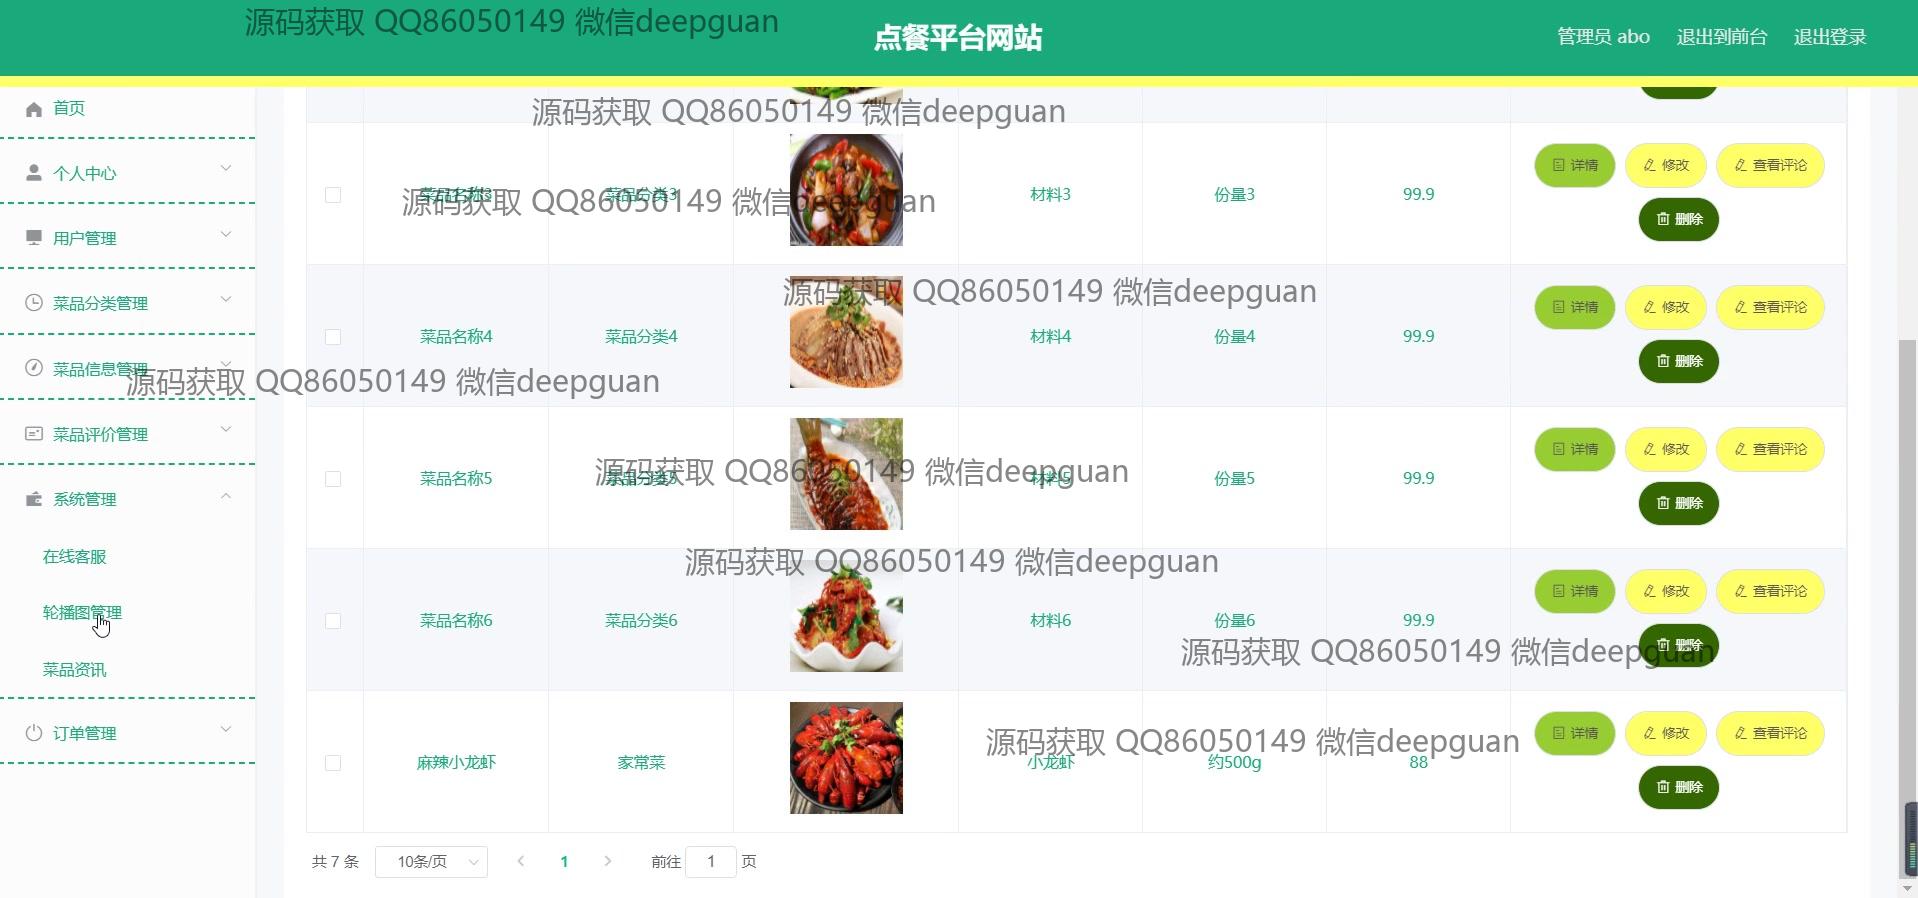 源码获取 QQ86050149 微信deepguan
点餐平台网站
管理员 abo 退出到前台 退出登录
源码获取 QQ86050149 微信deepguan
首页
个人中心
用户管理
菜品分类管理
菜品信息管理
菜品评价管理
系统管理
在线客服
轮播图管理
菜品资讯
订单管理
菜品名称3 菜品分类3 材料3 份量3 99.9 详情 修改 查看评论
删除
源码获取 QQ86050149 微信deepguan
源码获取 QQ86050149 微信deepguan
菜品名称4 菜品分类4 材料4 份量4 99.9 详情 修改 查看评论
删除
源码获取 QQ86050149 微信deepguan
菜品名称5 菜品分类5 材料5 份量5 99.9 详情 修改 查看评论
删除
源码获取 QQ86050149 微信deepguan
源码获取 QQ86050149 微信deepguan
菜品名称6 菜品分类6 材料6 份量6 99.9 详情 修改 查看评论
删除
源码获取 QQ86050149 微信deepguan
麻辣小龙虾 家常菜 小龙虾 约500g 88 详情 修改 查看评论
删除
源码获取 QQ86050149 微信deepguan
共 7 条 10条/页 1 前往 1 页